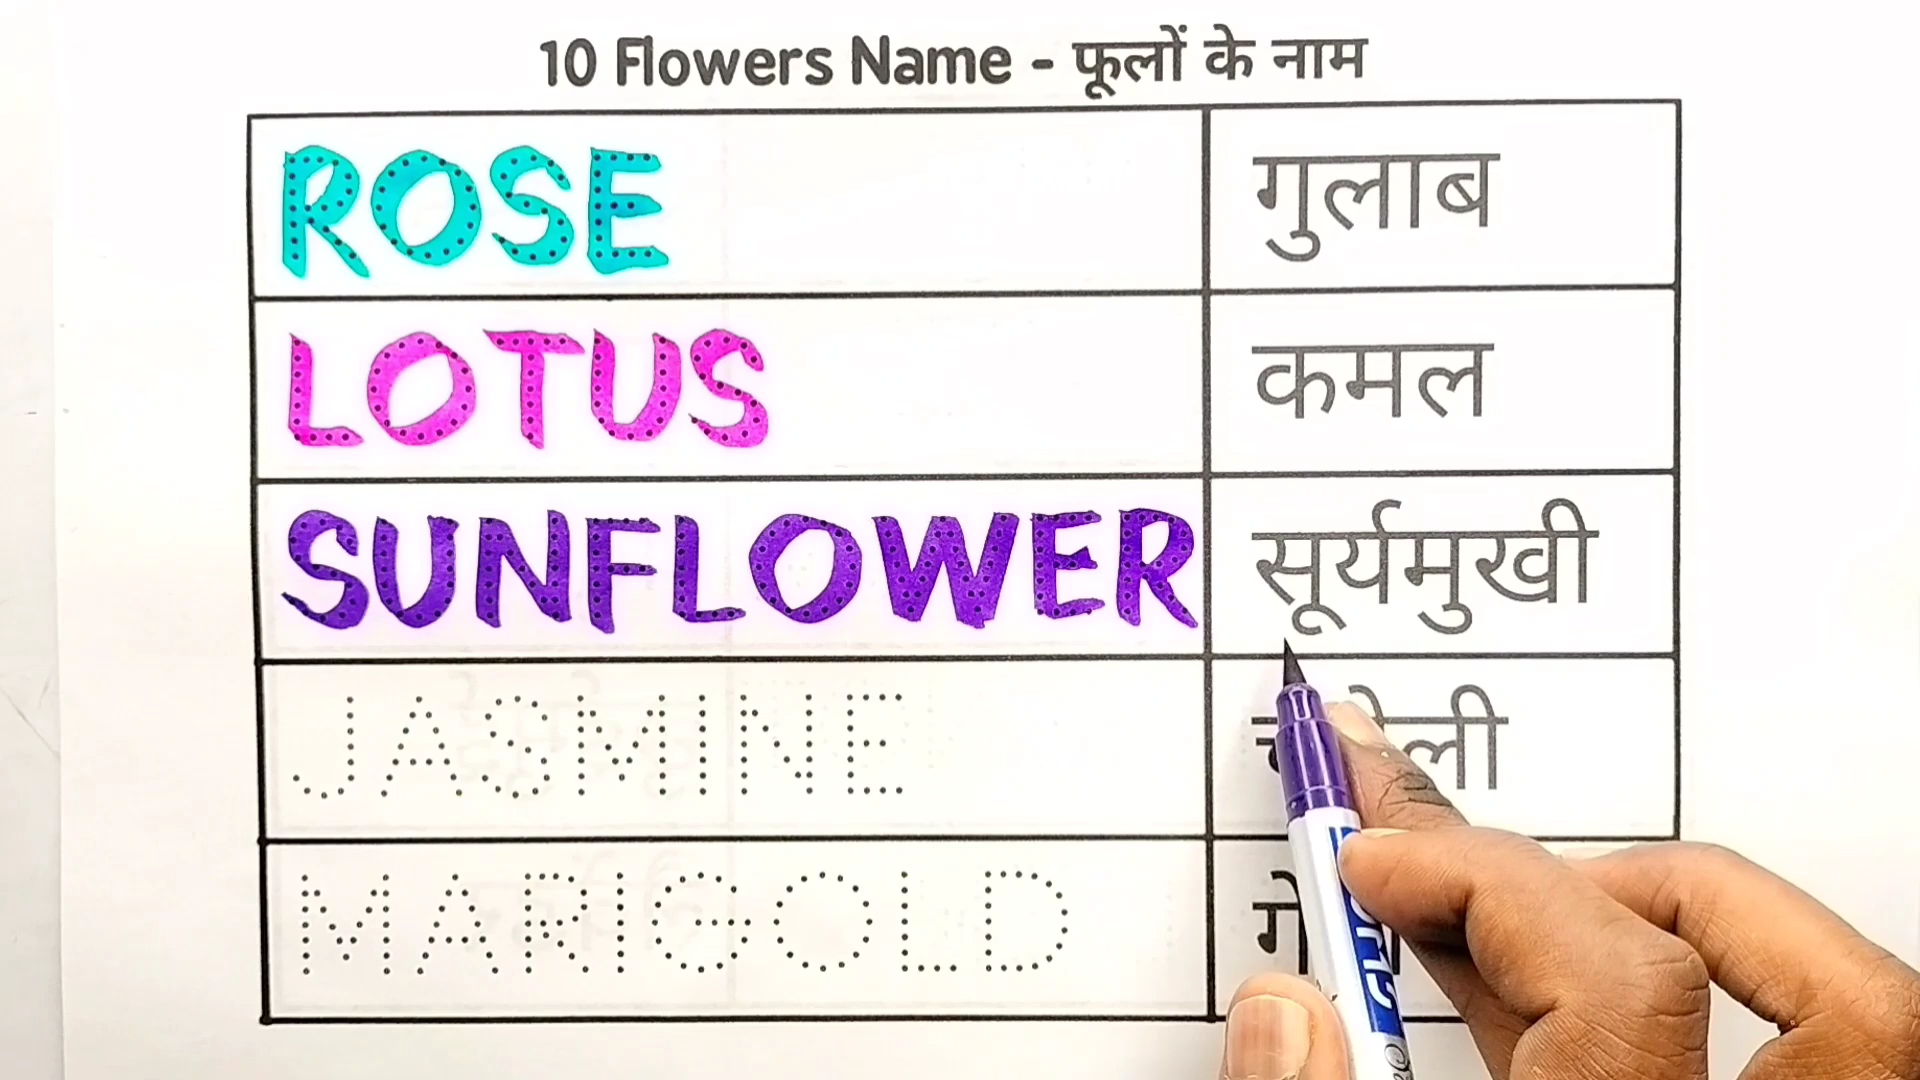 10 Flowers Name - फूलों के नाम
ROSE गुलाब
LOTUS कमल
SUNFLOWER सूर्यमुखी
JASMINE
MARIGOLD